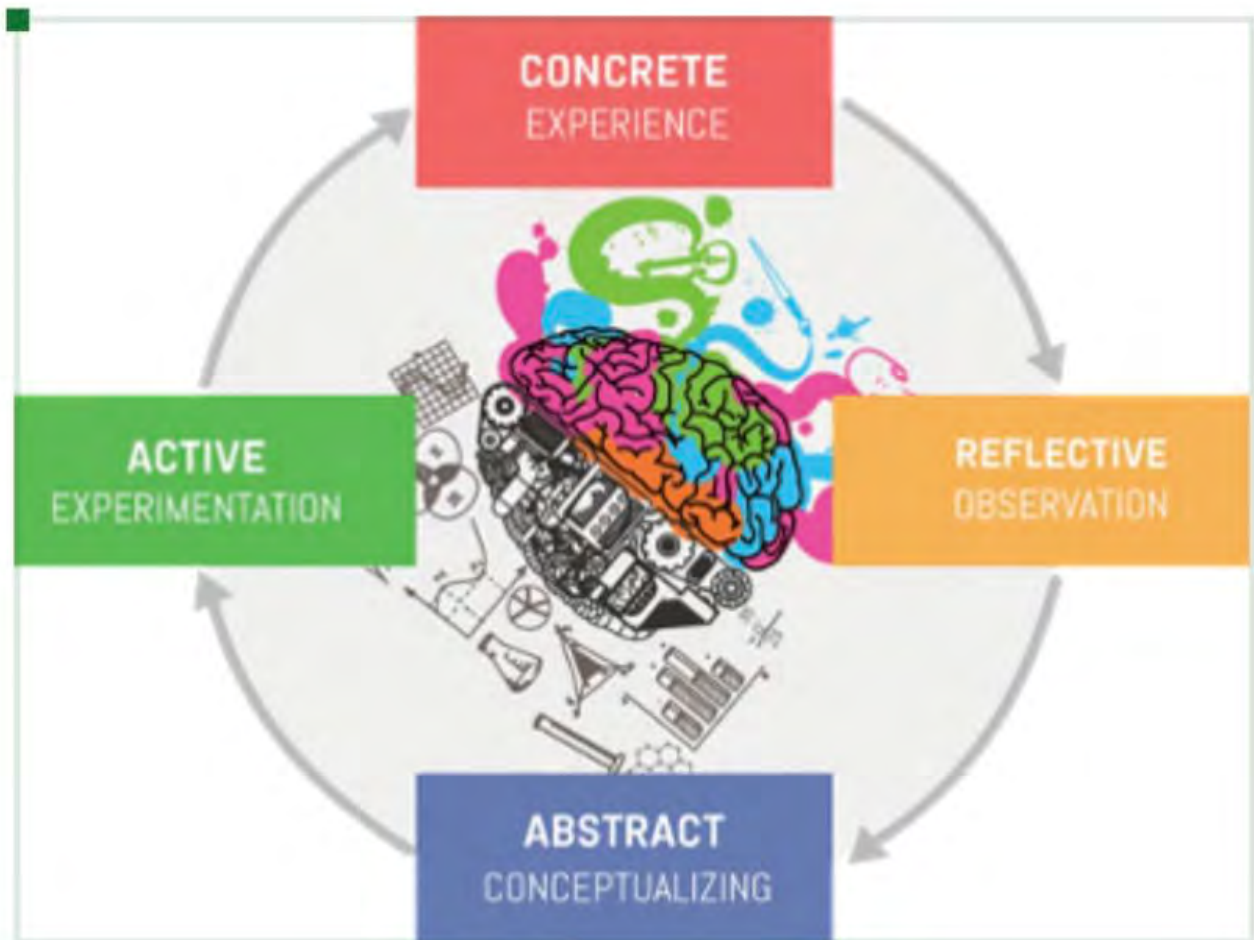 CONCRETE
EXPERIENCE
REFLECTIVE
OBSERVATION
ABSTRACT
CONCEPTUALIZING
ACTIVE
EXPERIMENTATION